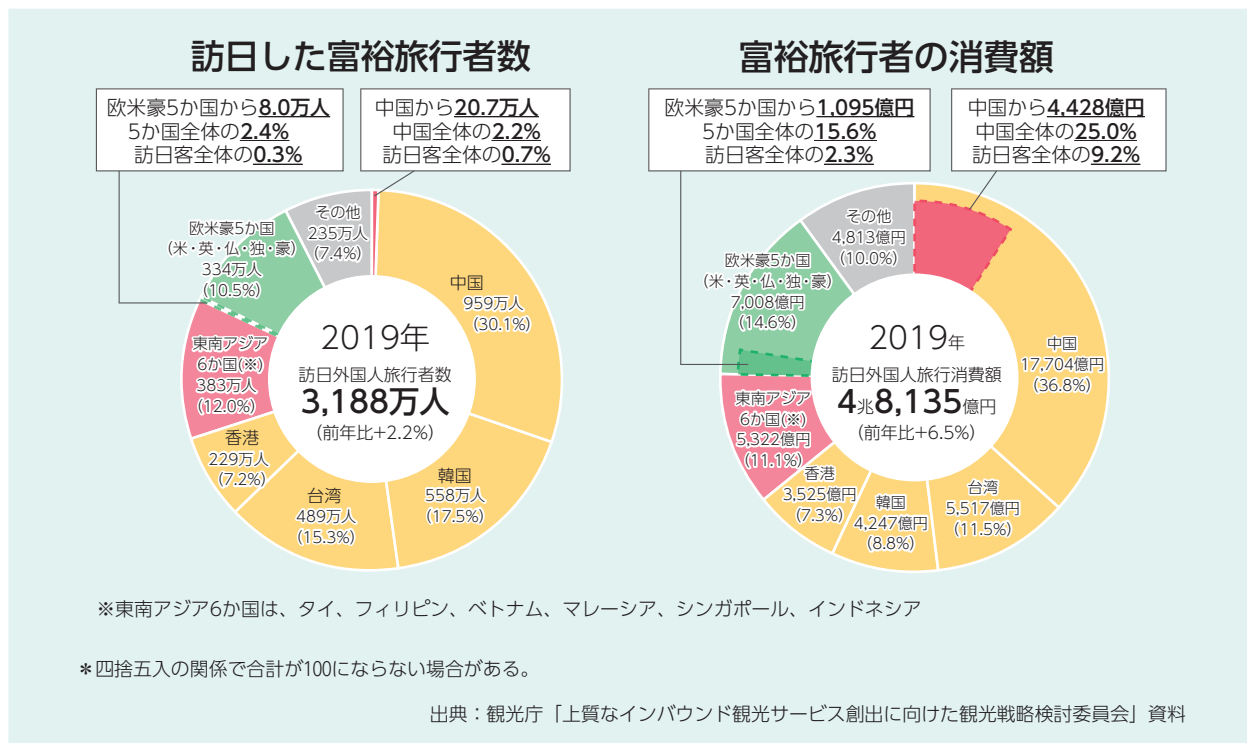 訪日した富裕旅行者数
欧米豪5か国から8.0万人
5か国全体の2.4%
訪日客全体の0.3%
中国から20.7万人
中国全体の2.2%
訪日客全体の0.7%
その他
235万人
(7.4%)
欧米豪5か国
(米・英・仏・独・豪)
334万人
(10.5%)
中国
959万人
(30.1%)
東南アジア
6か国(※)
383万人
(12.0%)
香港
229万人
(7.2%)
台湾
489万人
(15.3%)
韓国
558万人
(17.5%)
2019年
訪日外国人旅行者数
3,188万人
(前年比+2.2%)
富裕旅行者の消費額
欧米豪5か国から1,095億円
5か国全体の15.6%
訪日客全体の2.3%
中国から4,428億円
中国全体の25.0%
訪日客全体の9.2%
その他
4,813億円
(10.0%)
欧米豪5か国
(米・英・仏・独・豪)
7,008億円
(14.6%)
中国
17,704億円
(36.8%)
東南アジア
6か国(※)
5,322億円
(11.1%)
香港
3,525億円
(7.3%)
韓国
4,247億円
(8.8%)
台湾
5,517億円
(11.5%)
2019年
訪日外国人旅行消費額
4兆8,135億円
(前年比+6.5%)
※東南アジア6か国は、タイ、フィリピン、ベトナム、マレーシア、シンガポール、インドネシア
＊四捨五入の関係で合計が100にならない場合がある。
出典：観光庁「上質なインバウンド観光サービス創出に向けた観光戦略検討委員会」資料